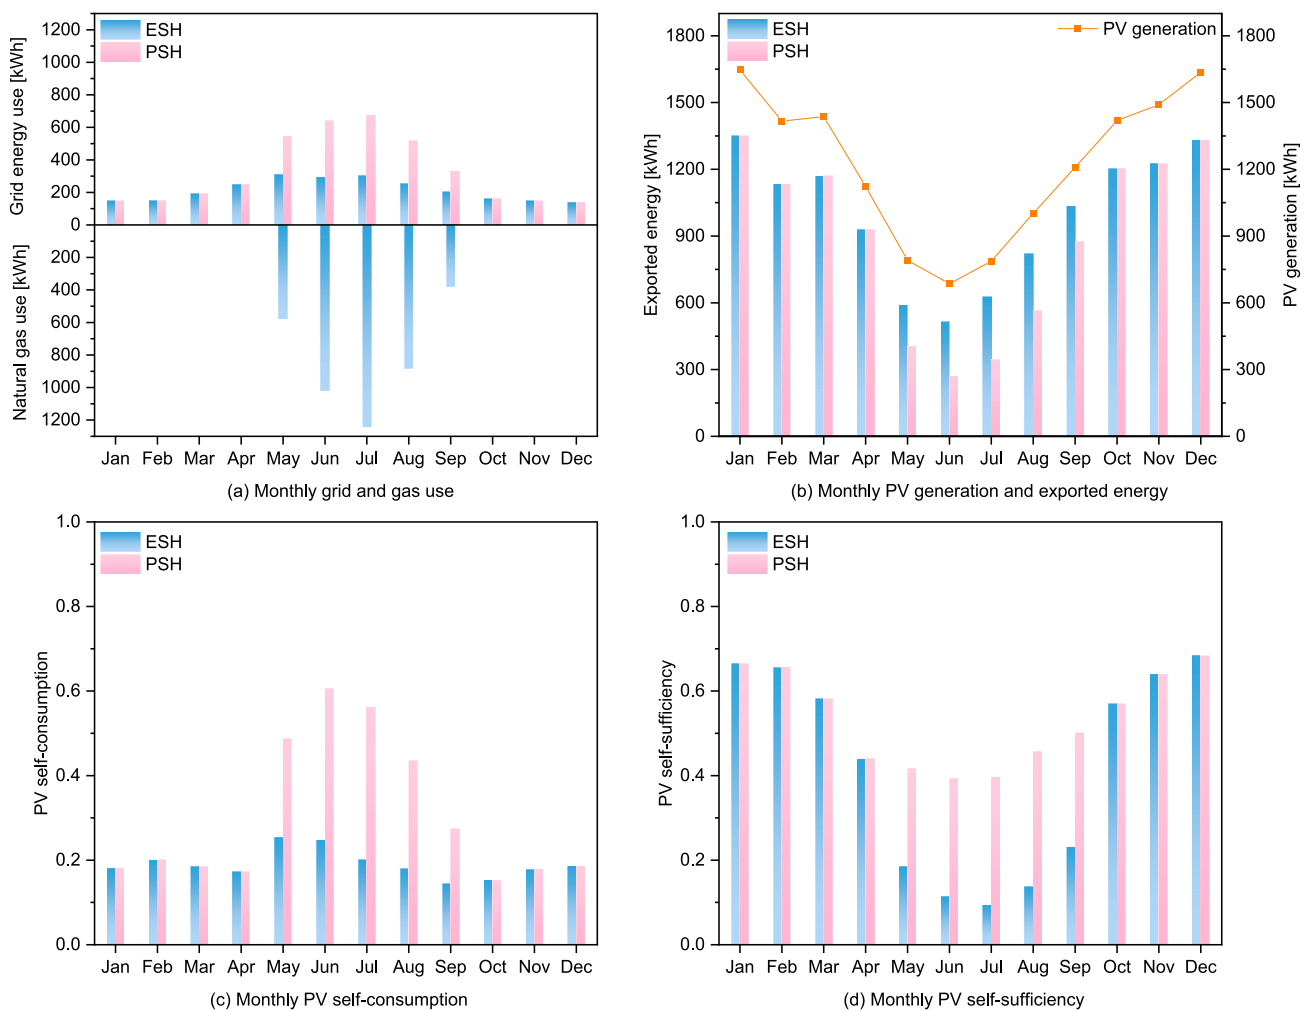 Grid energy use [kWh]
Natural gas use [kWh]
1200
1000
800
600
400
200
0
200
400
600
800
1000
1200
ESH
PSH
Jan Feb Mar Apr May Jun Jul Aug Sep Oct Nov Dec
(a) Monthly grid and gas use
Exported energy [kWh]
1800
1500
1200
900
600
300
0
ESH
PSH
PV generation
1800
1500
1200
900
600
300
0
PV generation [kWh]
Jan Feb Mar Apr May Jun Jul Aug Sep Oct Nov Dec
(b) Monthly PV generation and exported energy
PV self-consumption
1.0
0.8
0.6
0.4
0.2
0.0
ESH
PSH
Jan Feb Mar Apr May Jun Jul Aug Sep Oct Nov Dec
(c) Monthly PV self-consumption
PV self-sufficiency
1.0
0.8
0.6
0.4
0.2
0.0
ESH
PSH
Jan Feb Mar Apr May Jun Jul Aug Sep Oct Nov Dec
(d) Monthly PV self-sufficiency